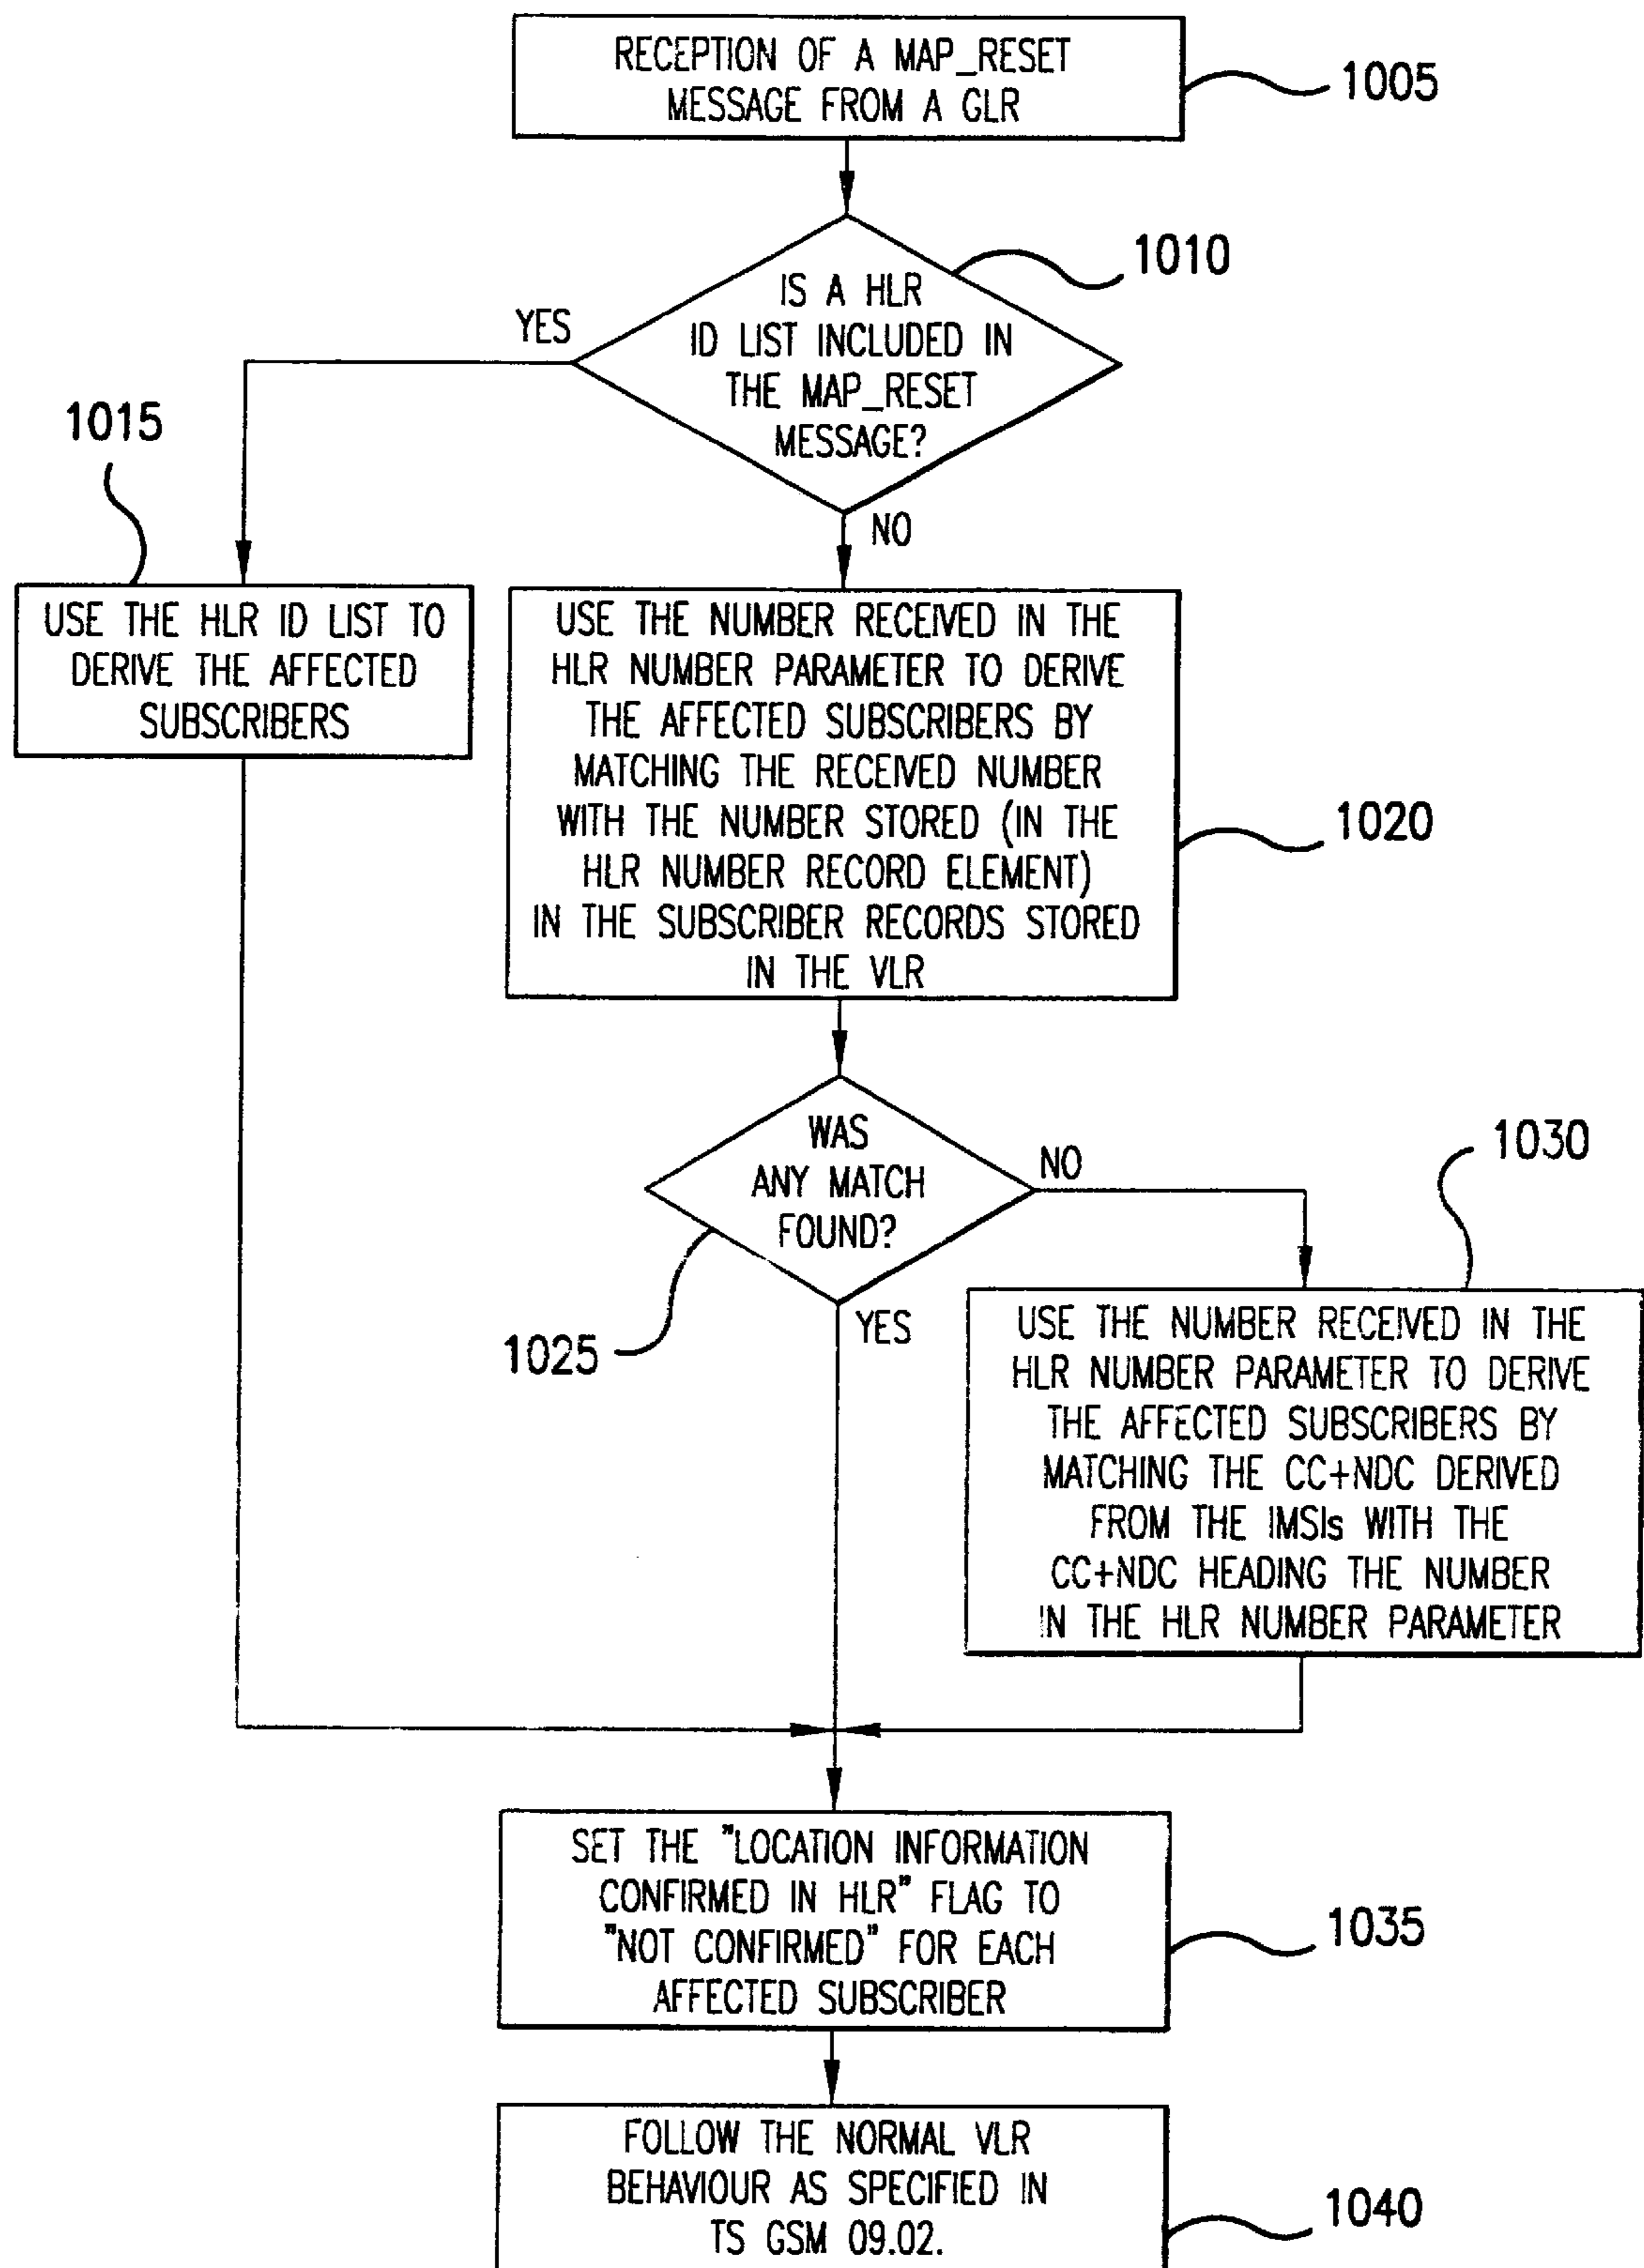 RECEPTION OF A MAP_RESET
MESSAGE FROM A GLR
1005
IS A HLR
ID LIST INCLUDED IN
THE MAP_RESET
MESSAGE?
1010
YES
NO
1015
USE THE HLR ID LIST TO
DERIVE THE AFFECTED
SUBSCRIBERS
USE THE NUMBER RECEIVED IN THE
HLR NUMBER PARAMETER TO DERIVE
THE AFFECTED SUBSCRIBERS BY
MATCHING THE RECEIVED NUMBER
WITH THE NUMBER STORED (IN THE
HLR NUMBER RECORD ELEMENT)
IN THE SUBSCRIBER RECORDS STORED
IN THE VLR
1020
WAS
ANY MATCH
FOUND?
NO
YES
1025
1030
USE THE NUMBER RECEIVED IN THE
HLR NUMBER PARAMETER TO DERIVE
THE AFFECTED SUBSCRIBERS BY
MATCHING THE CC+NDC DERIVED
FROM THE IMSIs WITH THE
CC+NDC HEADING THE NUMBER
IN THE HLR NUMBER PARAMETER
SET THE "LOCATION INFORMATION
CONFIRMED IN HLR" FLAG TO
"NOT CONFIRMED" FOR EACH
AFFECTED SUBSCRIBER
1035
FOLLOW THE NORMAL VLR
BEHAVIOUR AS SPECIFIED IN
TS GSM 09.02.
1040